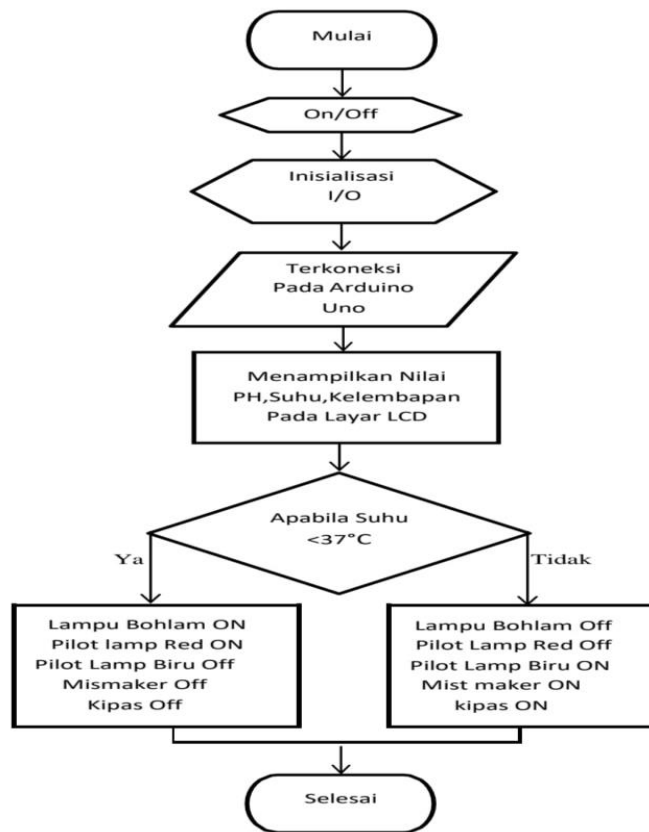 Mulai
On/Off
Inisialisasi
I/O
Terkoneksi
Pada Arduino
Uno
Menampilkan Nilai
PH,Suhu,Kelembapan
Pada Layar LCD
Apabila Suhu
<37°C
Ya
Tidak
Lampu Bohlam ON
Pilot lamp Red ON
Pilot Lamp Biru Off
Mismaker Off
Kipas Off
Lampu Bohlam Off
Pilot Lamp Red Off
Pilot Lamp Biru ON
Mist maker ON
kipas ON
Selesai